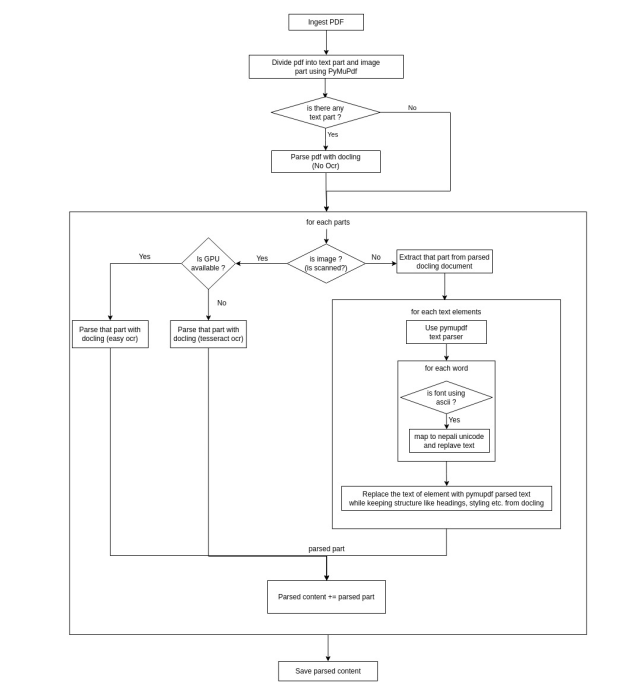 Ingest PDF
Divide pdf into text part and image
part using PyMuPdf
is there any
text part ?
No
Yes
Parse pdf with docling
(No Ocr)
for each parts
is image ?
(is scanned?)
Yes
No
Is GPU
available ?
Yes
No
Extract that part from parsed
docling document
Parse that part with
docling (easy ocr)
Parse that part with
docling (tesseract ocr)
for each text elements
Use pymupdf
text parser
for each word
is font using
ascii ?
Yes
map to nepali unicode
and replave text
Replace the text of element with pymupdf parsed text
while keeping structure like headings, styling etc. from docling
parsed part
Parsed content += parsed part
Save parsed content